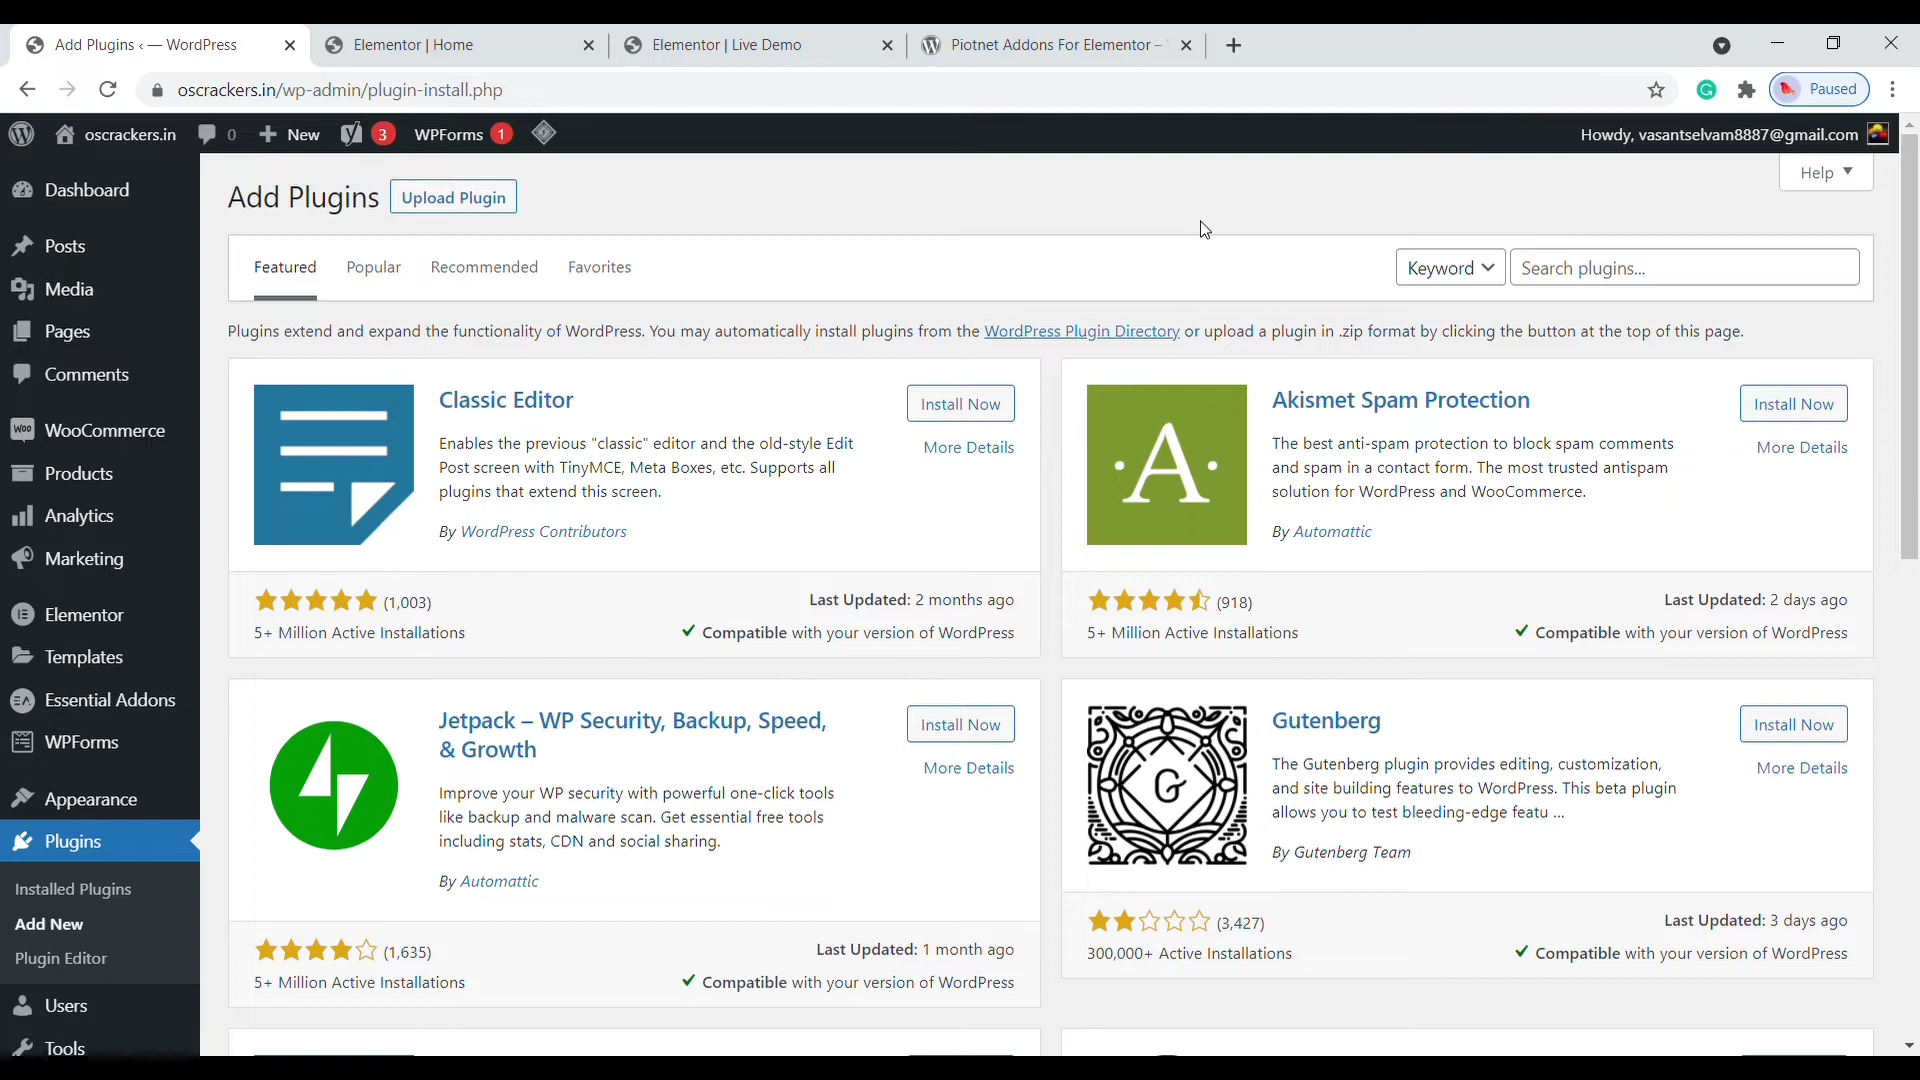 Add Plugins ‹ — WordPress
Elementor | Home
Elementor | Live Demo
Piotnet Addons For Elementor –
oscrackers.in/wp-admin/plugin-install.php
Paused
oscrackers.in
0
New
3
WPForms
1
Howdy, vasantselvam8887@gmail.com
Dashboard
Posts
Media
Pages
Comments
WooCommerce
Products
Analytics
Marketing
Elementor
Templates
Essential Addons
WPForms
Appearance
Plugins
Installed Plugins
Add New
Plugin Editor
Users
Tools
Help
Add Plugins
Upload Plugin
Featured
Popular
Recommended
Favorites
Keyword
Search plugins...
Plugins extend and expand the functionality of WordPress. You may automatically install plugins from the WordPress Plugin Directory or upload a plugin in .zip format by clicking the button at the top of this page.
Classic Editor
Install Now
More Details
Enables the previous "classic" editor and the old-style Edit
Post screen with TinyMCE, Meta Boxes, etc. Supports all
plugins that extend this screen.
By WordPress Contributors
(1,003)
Last Updated: 2 months ago
5+ Million Active Installations
Compatible with your version of WordPress
A
Akismet Spam Protection
Install Now
More Details
The best anti-spam protection to block spam comments
and spam in a contact form. The most trusted antispam
solution for WordPress and WooCommerce.
By Automattic
(918)
Last Updated: 2 days ago
5+ Million Active Installations
Compatible with your version of WordPress
Jetpack – WP Security, Backup, Speed,
& Growth
Install Now
More Details
Improve your WP security with powerful one-click tools
like backup and malware scan. Get essential free tools
including stats, CDN and social sharing.
By Automattic
(1,635)
Last Updated: 1 month ago
5+ Million Active Installations
Compatible with your version of WordPress
G
Gutenberg
Install Now
More Details
The Gutenberg plugin provides editing, customization,
and site building features to WordPress. This beta plugin
allows you to test bleeding-edge featu ...
By Gutenberg Team
(3,427)
Last Updated: 3 days ago
300,000+ Active Installations
Compatible with your version of WordPress